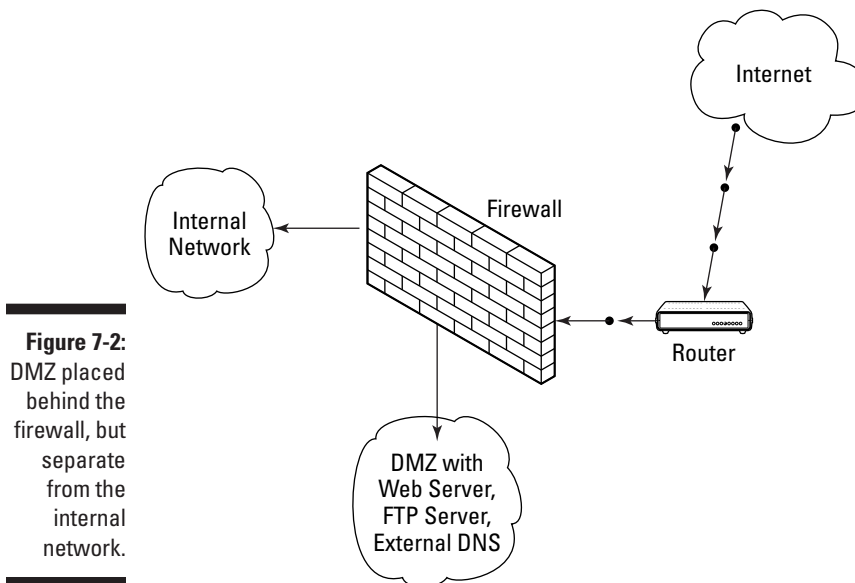 Internet
Firewall
Internal
Network
Router
Figure 7-2:
DMZ placed
behind the
firewall, but
separate
from the
internal
network.
DMZ with
Web Server,
FTP Server,
External DNS